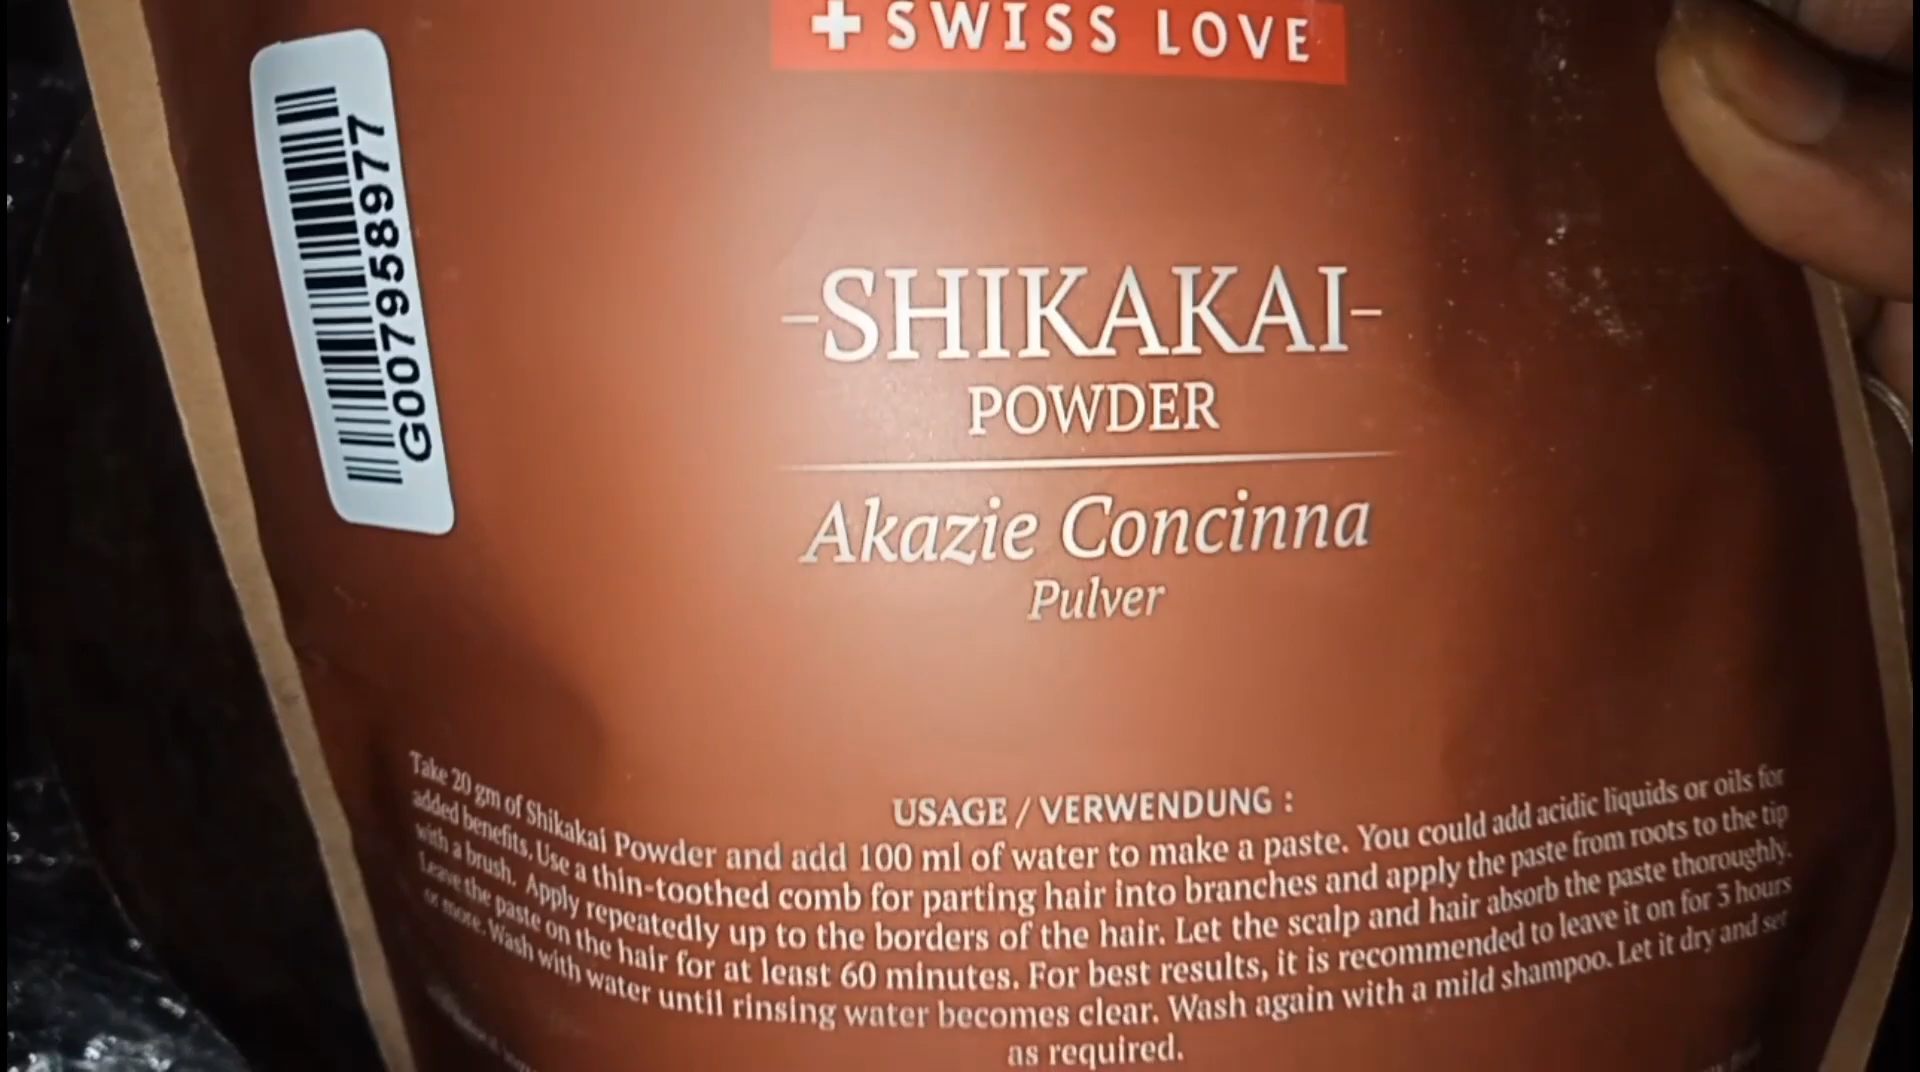 SWISS LOVE
G007958977
-SHIKAKAI-
POWDER
Akazie Concinna
Pulver
USAGE / VERWENDUNG :
Take 20 gm of Shikakai Powder and add 100 ml of water to make a paste. You could add acidic liquids or oils for
added benefits. Use a thin-toothed comb for parting hair into branches and apply the paste from roots to the tip
with a brush. Apply repeatedly up to the borders of the hair. Let the scalp and hair absorb the paste thoroughly.
Leave the paste on the hair for at least 60 minutes. For best results, it is recommended to leave it on for 3 hours
or more. Wash with water until rinsing water becomes clear. Wash again with a mild shampoo. Let it dry and set
as required.